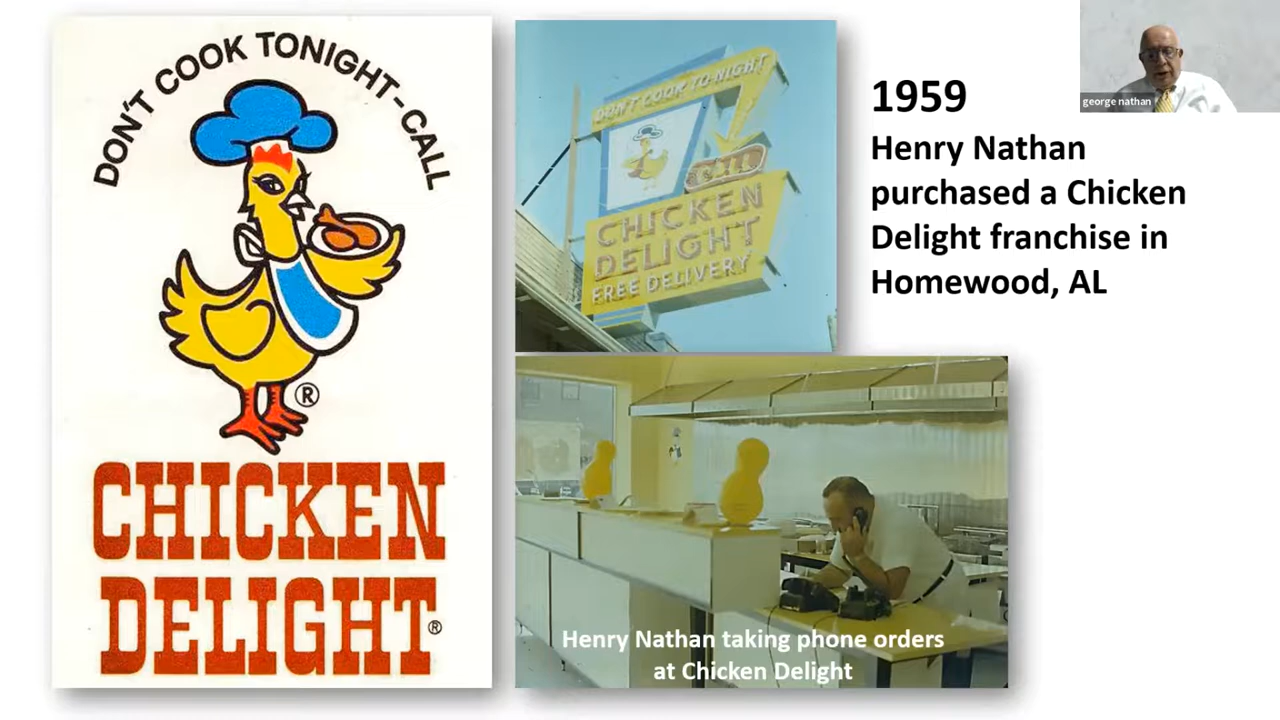 DON'T COOK TONIGHT-CALL
®
CHICKEN
DELIGHT®
DON'T COOK TO-NIGHT
CALL
CHICKEN
DELIGHT
FREE DELIVERY
1959
Henry Nathan
purchased a Chicken
Delight franchise in
Homewood, AL
george nathan
Henry Nathan taking phone orders
at Chicken Delight